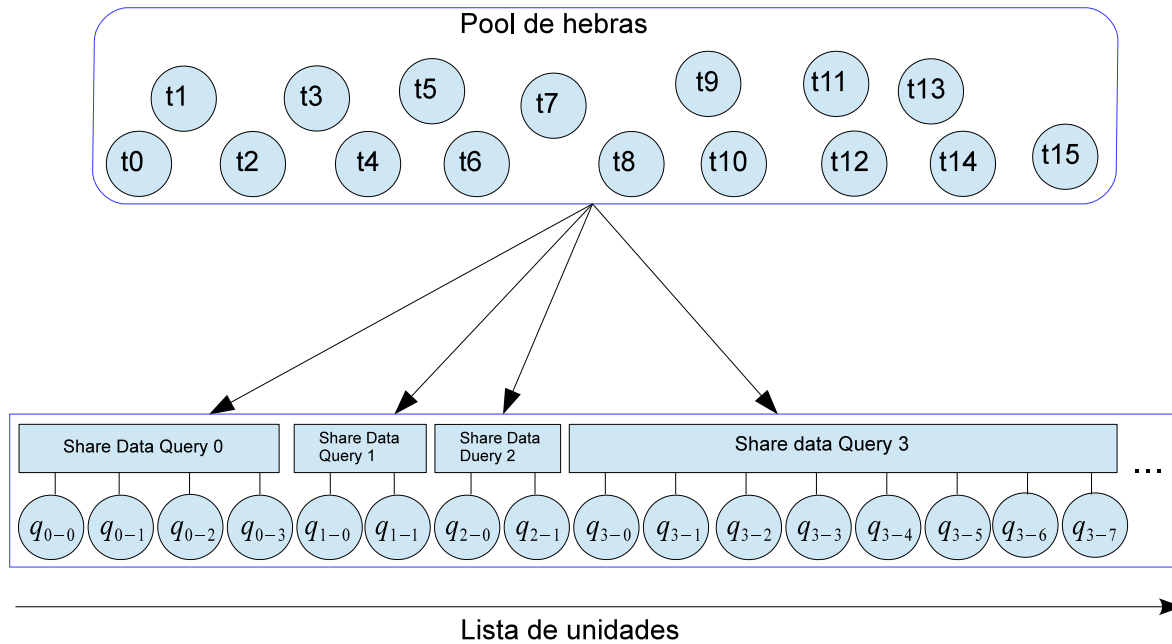 Pool de hebras
t1 t3 t5 t7 t9 t11 t13
t0 t2 t4 t6 t8 t10 t12 t14 t15
Share Data Query 0
Share Data
Query 1
Share Data
Duery 2
Share data Query 3
...
q0−0 q0−1 q0−2 q0−3 q1−0 q1−1 q2−0 q2−1 q3−0 q3−1 q3−2 q3−3 q3−4 q3−5 q3−6 q3−7
Lista de unidades